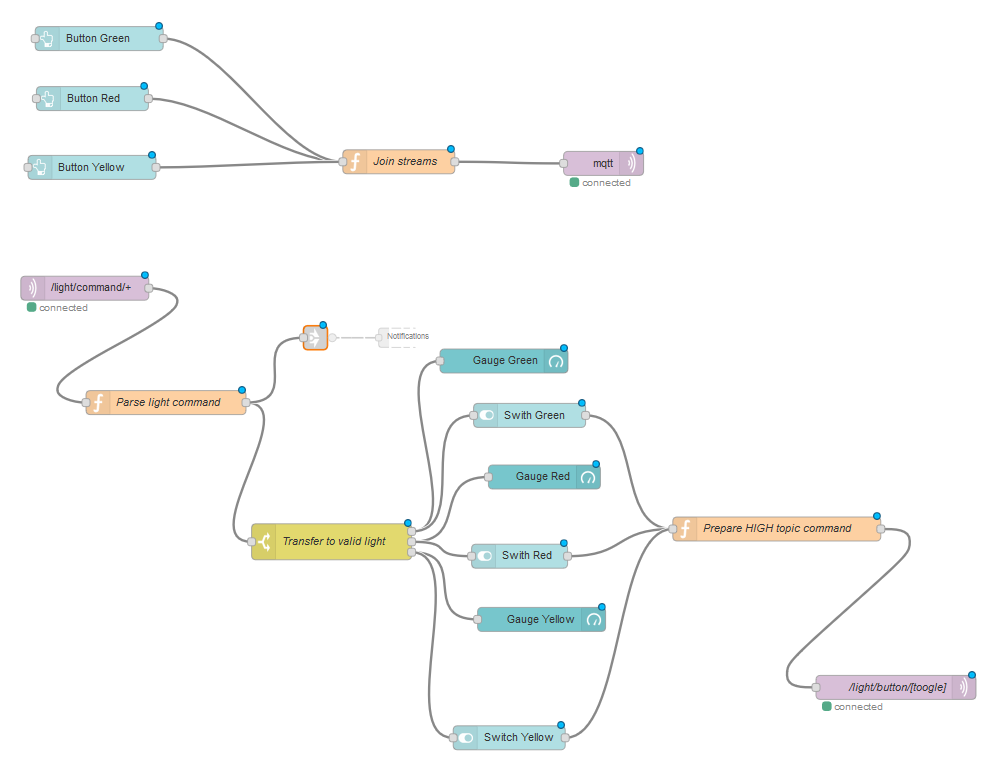 Button Green
Button Red
Button Yellow
Join streams
mqtt
connected
/light/command/+
connected
Notifications
Gauge Green
Parse light command
Swith Green
Gauge Red
Prepare HIGH topic command
Transfer to valid light
Swith Red
Gauge Yellow
/light/button/[toogle]
connected
Switch Yellow